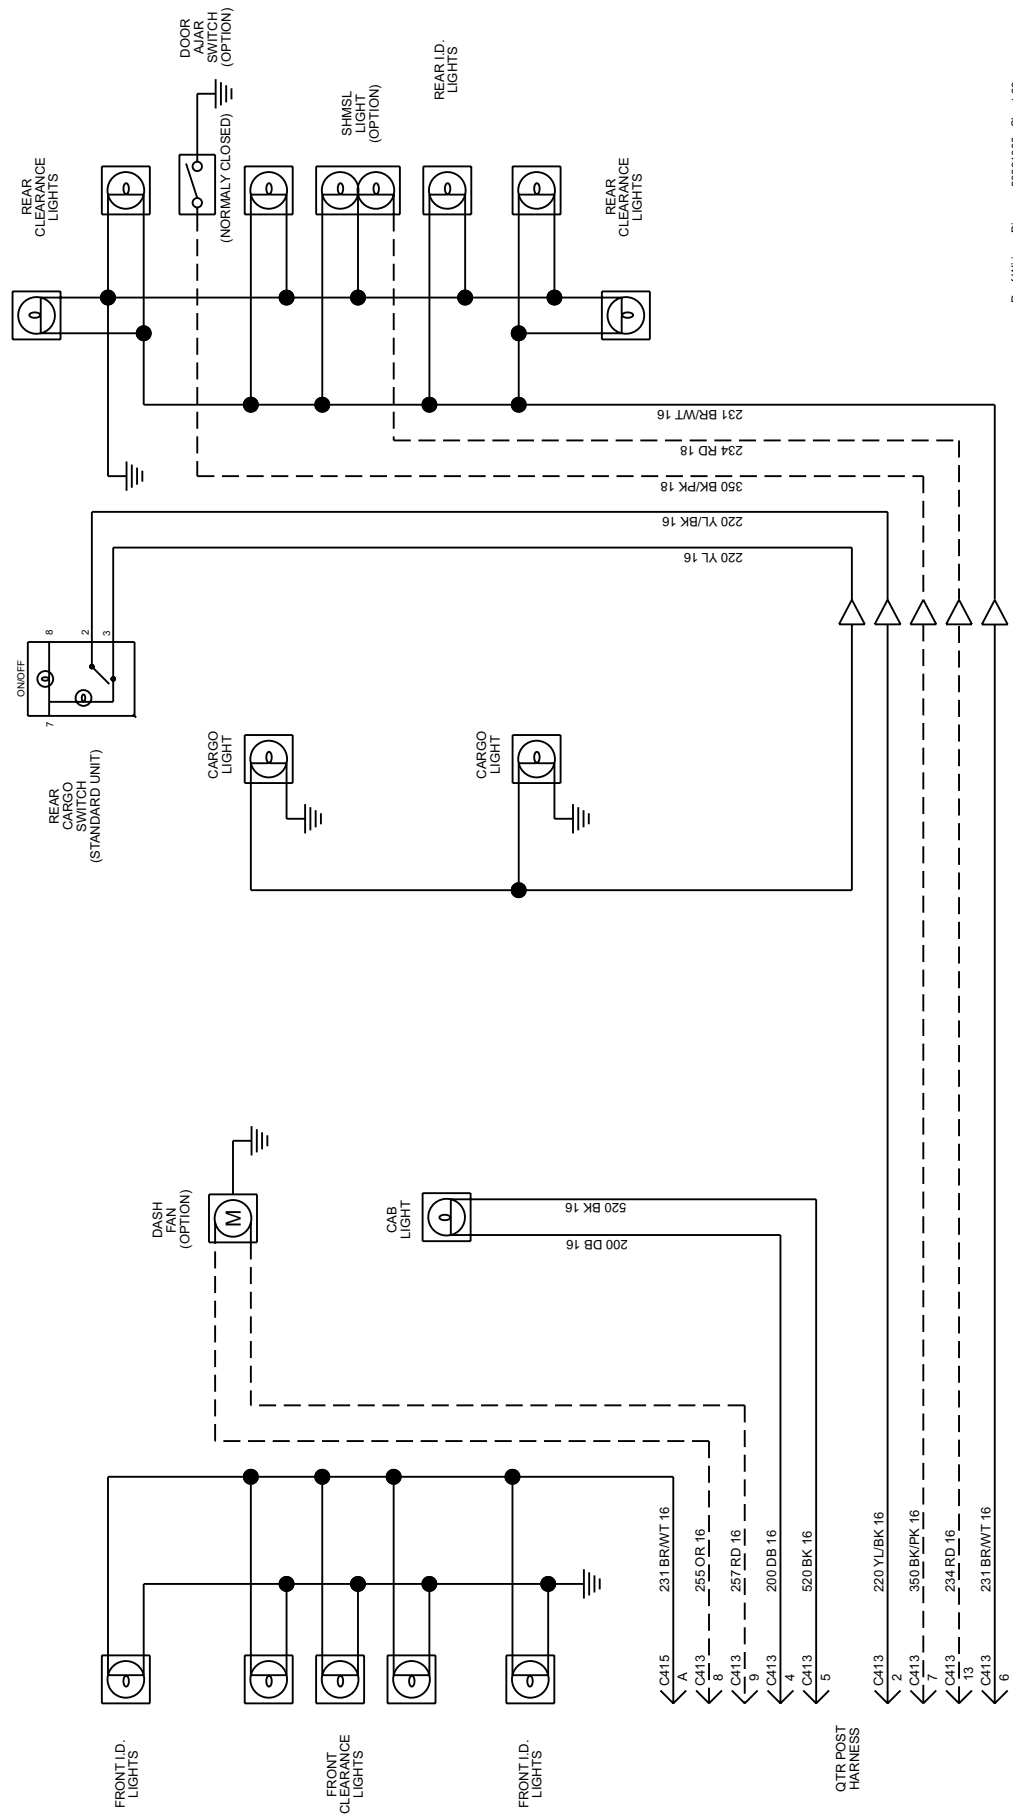 DOOR
AJAR
SWITCH
(OPTION)
REAR I.D.
LIGHTS
SHMSL
LIGHT
(OPTION)
(NORMALY CLOSED)
REAR
CLEARANCE
LIGHTS
REAR
CLEARANCE
LIGHTS
231 BR/WT 16
234 RD 18
350 BK/PK 18
220 YL/BK 16
220 YL 16
ON/OFF
8
2
3
7
REAR
CARGO
SWITCH
(STANDARD UNIT)
CARGO
LIGHT
CARGO
LIGHT
DASH
FAN
(OPTION)
M
CAB
LIGHT
520 BK 16
200 DB 16
C415
A
231 BR/WT 16
C413
8
255 OR 16
C413
9
257 RD 16
C413
4
200 DB 16
C413
5
520 BK 16
C413
2
220 YL/BK 16
C413
7
350 BK/PK 16
C413
13
234 RD 16
C413
6
231 BR/WT 16
FRONT I.D.
LIGHTS
FRONT
CLEARANCE
LIGHTS
FRONT I.D.
LIGHTS
QTR POST
HARNESS